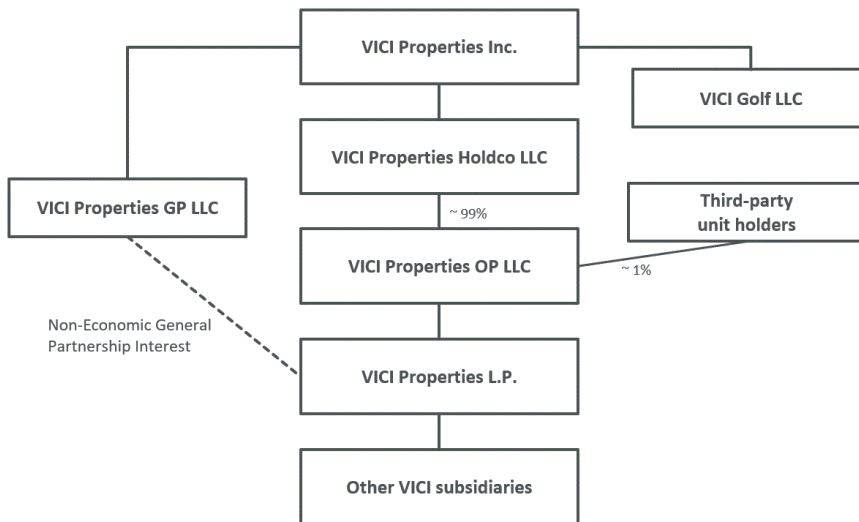 VICI Properties Inc.
VICI Golf LLC
VICI Properties Holdco LLC
VICI Properties GP LLC
~ 99%
Third-party
unit holders
VICI Properties OP LLC
~ 1%
Non-Economic General
Partnership Interest
VICI Properties L.P.
Other VICI subsidiaries